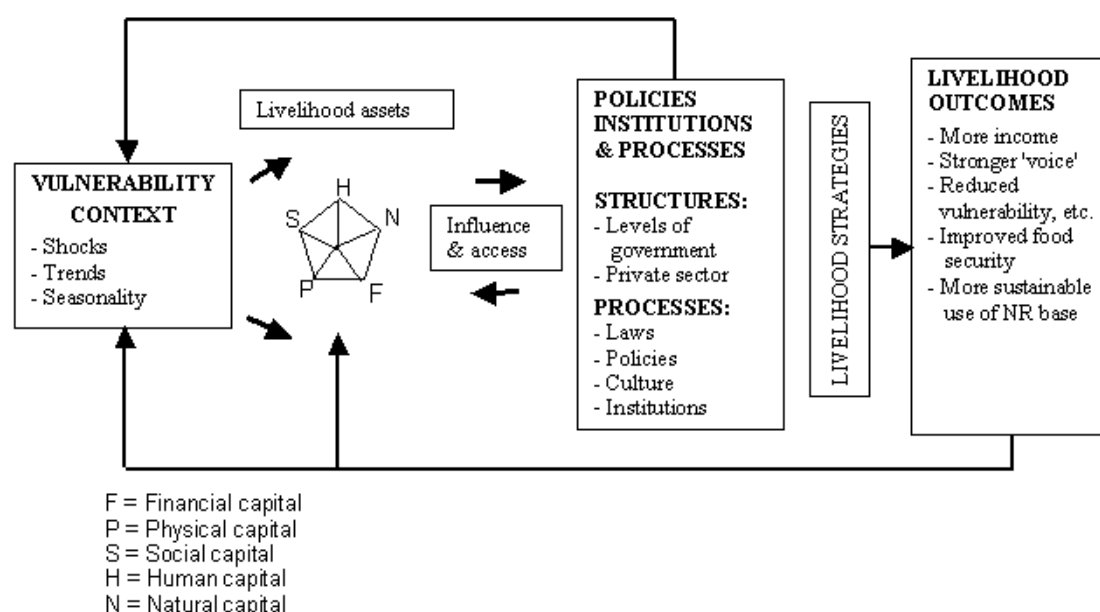 VULNERABILITY
CONTEXT
- Shocks
- Trends
- Seasonality
Livelihood assets
H
S
N
P
F
Influence
& access
POLICIES
INSTITUTIONS
& PROCESSES
STRUCTURES:
- Levels of
government
- Private sector
PROCESSES:
- Laws
- Policies
- Culture
- Institutions
LIVELIHOOD STRATEGIES
LIVELIHOOD
OUTCOMES
- More income
- Stronger 'voice'
- Reduced
vulnerability, etc.
- Improved food
security
- More sustainable
use of NR base
F = Financial capital
P = Physical capital
S = Social capital
H = Human capital
N = Natural capital